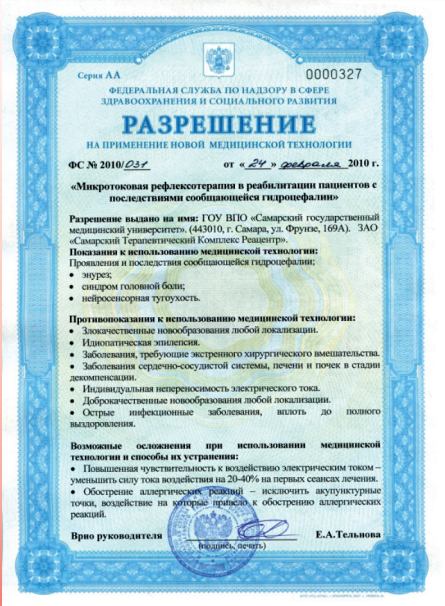 Серия АА
0000327
ФЕДЕРАЛЬНАЯ СЛУЖБА ПО НАДЗОРУ В СФЕРЕ
ЗДРАВООХРАНЕНИЯ И СОЦИАЛЬНОГО РАЗВИТИЯ
РАЗРЕШЕНИЕ
НА ПРИМЕНЕНИЕ НОВОЙ МЕДИЦИНСКОЙ ТЕХНОЛОГИИ
ФС № 2010/031 от « 24 » февраля 2010 г.
«Микротоковая рефлексотерапия в реабилитации пациентов с
последствиями сообщающейся гидроцефалии»
Разрешение выдано на имя: ГОУ ВПО «Самарский государственный
медицинский университет». (443010, г. Самара, ул. Фрунзе, 169А). ЗАО
«Самарский Терапевтический Комплекс Реацентр».
Показания к использованию медицинской технологии:
Проявления и последствия сообщающейся гидроцефалии;
• энурез;
• синдром головной боли;
• нейросенсорная тугоухость.
Противопоказания к использованию медицинской технологии:
• Злокачественные новообразования любой локализации.
• Идиопатическая эпилепсия.
• Заболевания, требующие экстренного хирургического вмешательства.
• Заболевания сердечно-сосудистой системы, печени и почек в стадии
декомпенсации.
• Индивидуальная непереносимость электрического тока.
• Доброкачественные новообразования любой локализации.
• Острые инфекционные заболевания, вплоть до полного
выздоровления.
Возможные осложнения при использовании медицинской
технологии и способы их устранения:
• Повышенная чувствительность к воздействию электрическим током –
уменьшить силу тока воздействия на 20-40% на первых сеансах лечения.
• Обострение аллергических реакций – исключить акупунктурные
точки, воздействие на которые привело к обострению аллергических
реакций.
Врио руководителя Е.А.Тельнова
(подпись, печать)